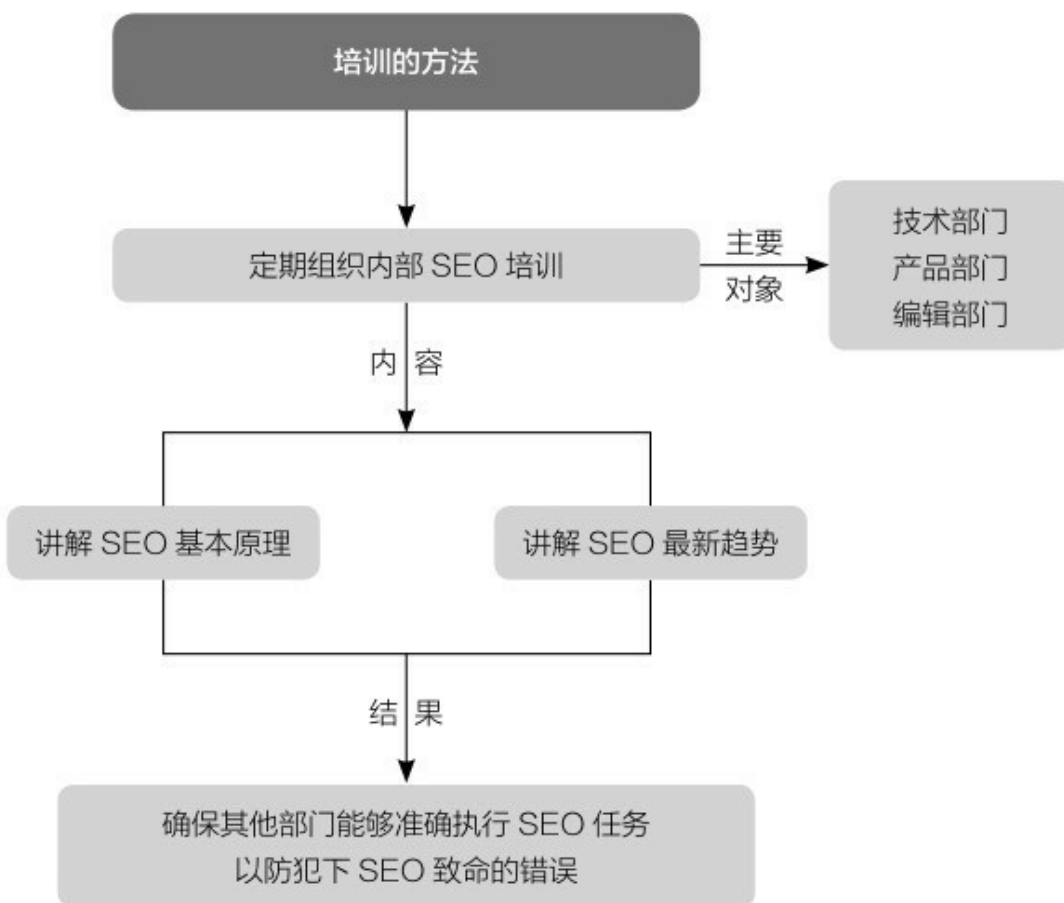 培训的方法
定期组织内部 SEO 培训
主要
对象
技术部门
产品部门
编辑部门
内 容
讲解 SEO 基本原理
讲解 SEO 最新趋势
结 果
确保其他部门能够准确执行 SEO 任务
以防犯下 SEO 致命的错误